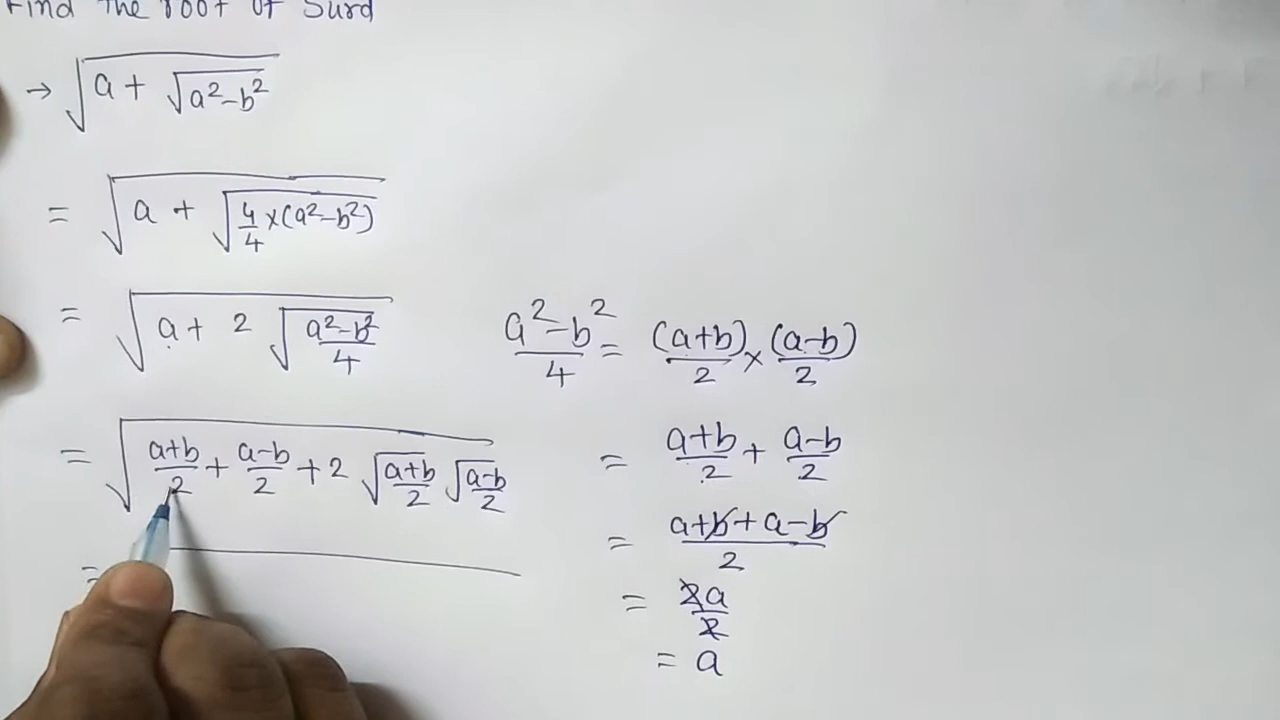 Find the root of Surd
→ √(a + √(a²-b²))
= √(a + √(4/4 × (a²-b²)))
= √(a + 2 √((a²-b²)/4))
= √((a+b)/2 + (a-b)/2 + 2 √((a+b)/2) √((a-b)/2))
=
(a²-b²)/4 = (a+b)/2 × (a-b)/2
= (a+b)/2 + (a-b)/2
= (a+b+a-b)/2
= 2a/2
= a